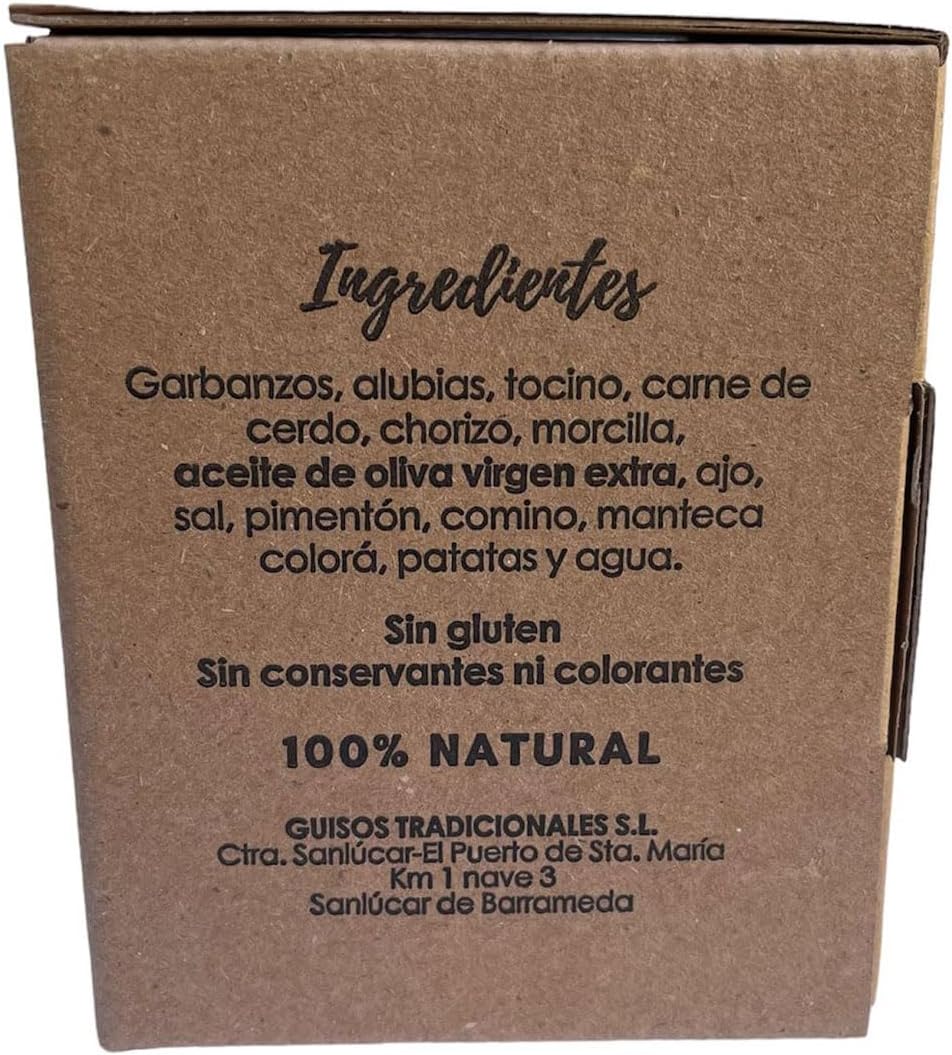 Ingredientes
Garbanzos, alubias, tocino, carne de
cerdo, chorizo, morcilla,
aceite de oliva virgen extra, ajo,
sal, pimentón, comino, manteca
colorá, patatas y agua.
Sin gluten
Sin conservantes ni colorantes
100% NATURAL
GUISOS TRADICIONALES S.L.
Ctra. Sanlúcar-El Puerto de Sta. María
Km 1 nave 3
Sanlúcar de Barrameda